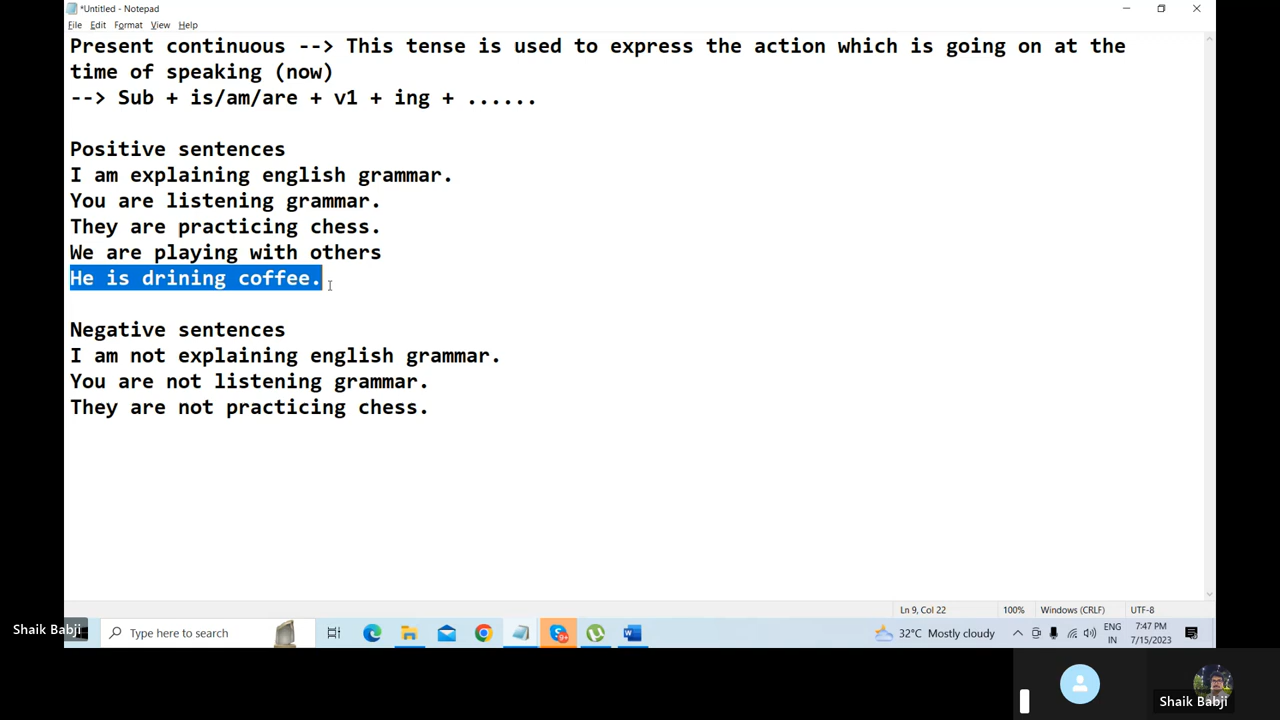 *Untitled - Notepad
File Edit Format View Help
Present continuous --> This tense is used to express the action which is going on at the
time of speaking (now)
--> Sub + is/am/are + v1 + ing + ......
Positive sentences
I am explaining english grammar.
You are listening grammar.
They are practicing chess.
We are playing with others
He is drining coffee.
Negative sentences
I am not explaining english grammar.
You are not listening grammar.
They are not practicing chess.
Ln 9, Col 22 100% Windows (CRLF) UTF-8
Shaik Babji
Type here to search
9+
32°C Mostly cloudy
ENG
IN
7:47 PM
7/15/2023
Shaik Babji